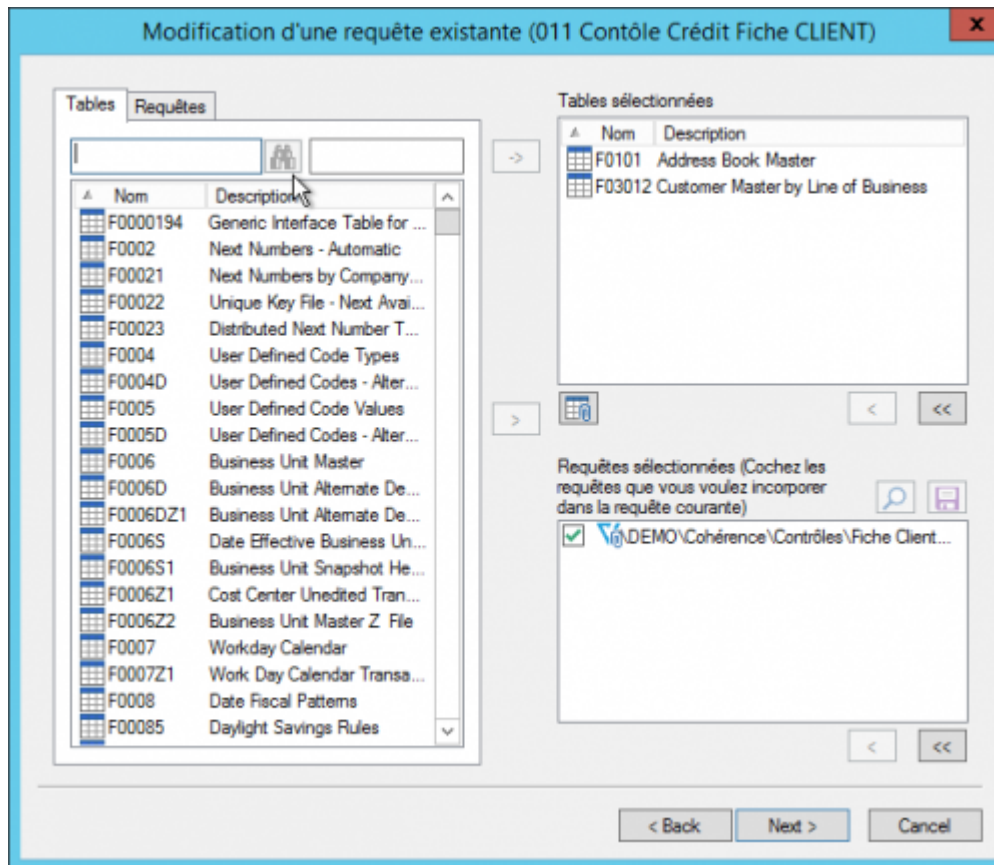 Modification d'une requête existante (011 Contôle Crédit Fiche CLIENT)
x
Tables Requêtes
Nom Description
F0000194 Generic Interface Table for ...
F0002 Next Numbers - Automatic
F00021 Next Numbers by Company...
F00022 Unique Key File - Next Avai...
F00023 Distributed Next Number T...
F0004 User Defined Code Types
F0004D User Defined Codes - Alter...
F0005 User Defined Code Values
F0005D User Defined Codes - Alter...
F0006 Business Unit Master
F0006D Business Unit Alternate De...
F0006DZ1 Business Unit Alternate De...
F0006S Date Effective Business Un...
F0006S1 Business Unit Snapshot He...
F0006Z1 Cost Center Unedited Tran...
F0006Z2 Business Unit Master Z File
F0007 Workday Calendar
F0007Z1 Work Day Calendar Transa...
F0008 Date Fiscal Patterns
F00085 Daylight Savings Rules
->
>
Tables sélectionnées
Nom Description
F0101 Address Book Master
F03012 Customer Master by Line of Business
< <<
Requêtes sélectionnées (Cochez les
requêtes que vous voulez incorporer
dans la requête courante)
\DEMO\Cohérence\Contrôles\Fiche Client...
< <<
< Back Next > Cancel